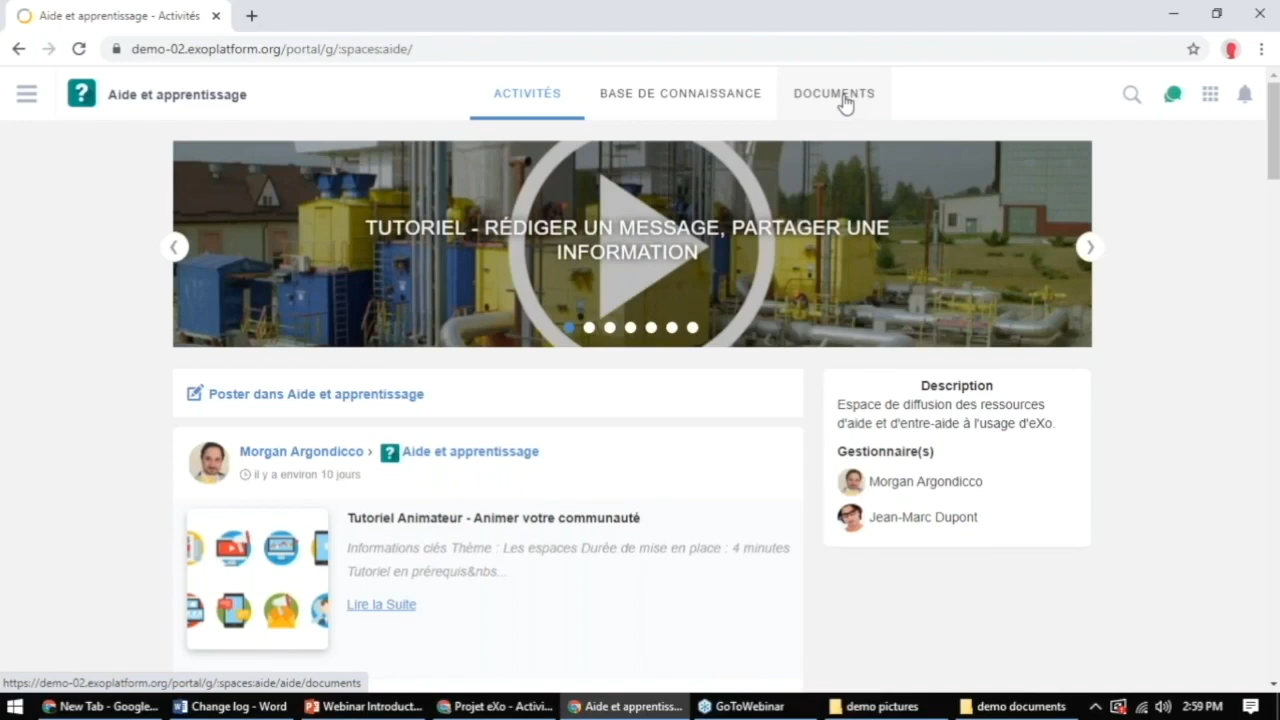 Aide et apprentissage - Activités
demo-02.exoplatform.org/portal/g/:spaces:aide/
Aide et apprentissage
ACTIVITÉS
BASE DE CONNAISSANCE
DOCUMENTS
TUTORIEL - RÉDIGER UN MESSAGE, PARTAGER UNE
INFORMATION
Poster dans Aide et apprentissage
Morgan Argondicco › Aide et apprentissage
il y a environ 10 jours
Tutoriel Animateur - Animer votre communauté
Informations clés Thème : Les espaces Durée de mise en place : 4 minutes
Tutoriel en prérequis&nbs...
Lire la Suite
Description
Espace de diffusion des ressources
d'aide et d'entre-aide à l'usage d'eXo.
Gestionnaire(s)
Morgan Argondicco
Jean-Marc Dupont
https://demo-02.exoplatform.org/portal/g/:spaces:aide/aide/documents
New Tab - Google...
Change log - Word
Webinar Introduct...
Projet eXo - Activi...
Aide et apprentiss...
GoToWebinar
demo pictures
demo documents
2:59 PM